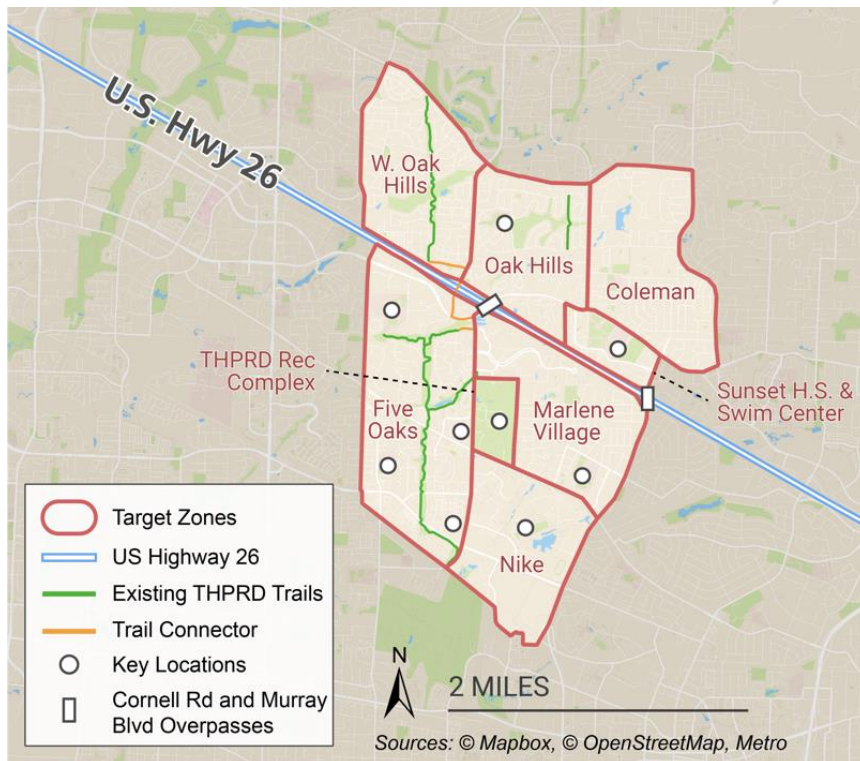 U.S. Hwy 26
W. Oak
Hills
Oak Hills
Coleman
THPRD Rec
Complex
Sunset H.S. &
Swim Center
Five
Oaks
Marlene
Village
Nike
Target Zones
US Highway 26
Existing THPRD Trails
Trail Connector
Key Locations
Cornell Rd and Murray
Blvd Overpasses
N
2 MILES
Sources: © Mapbox, © OpenStreetMap, Metro